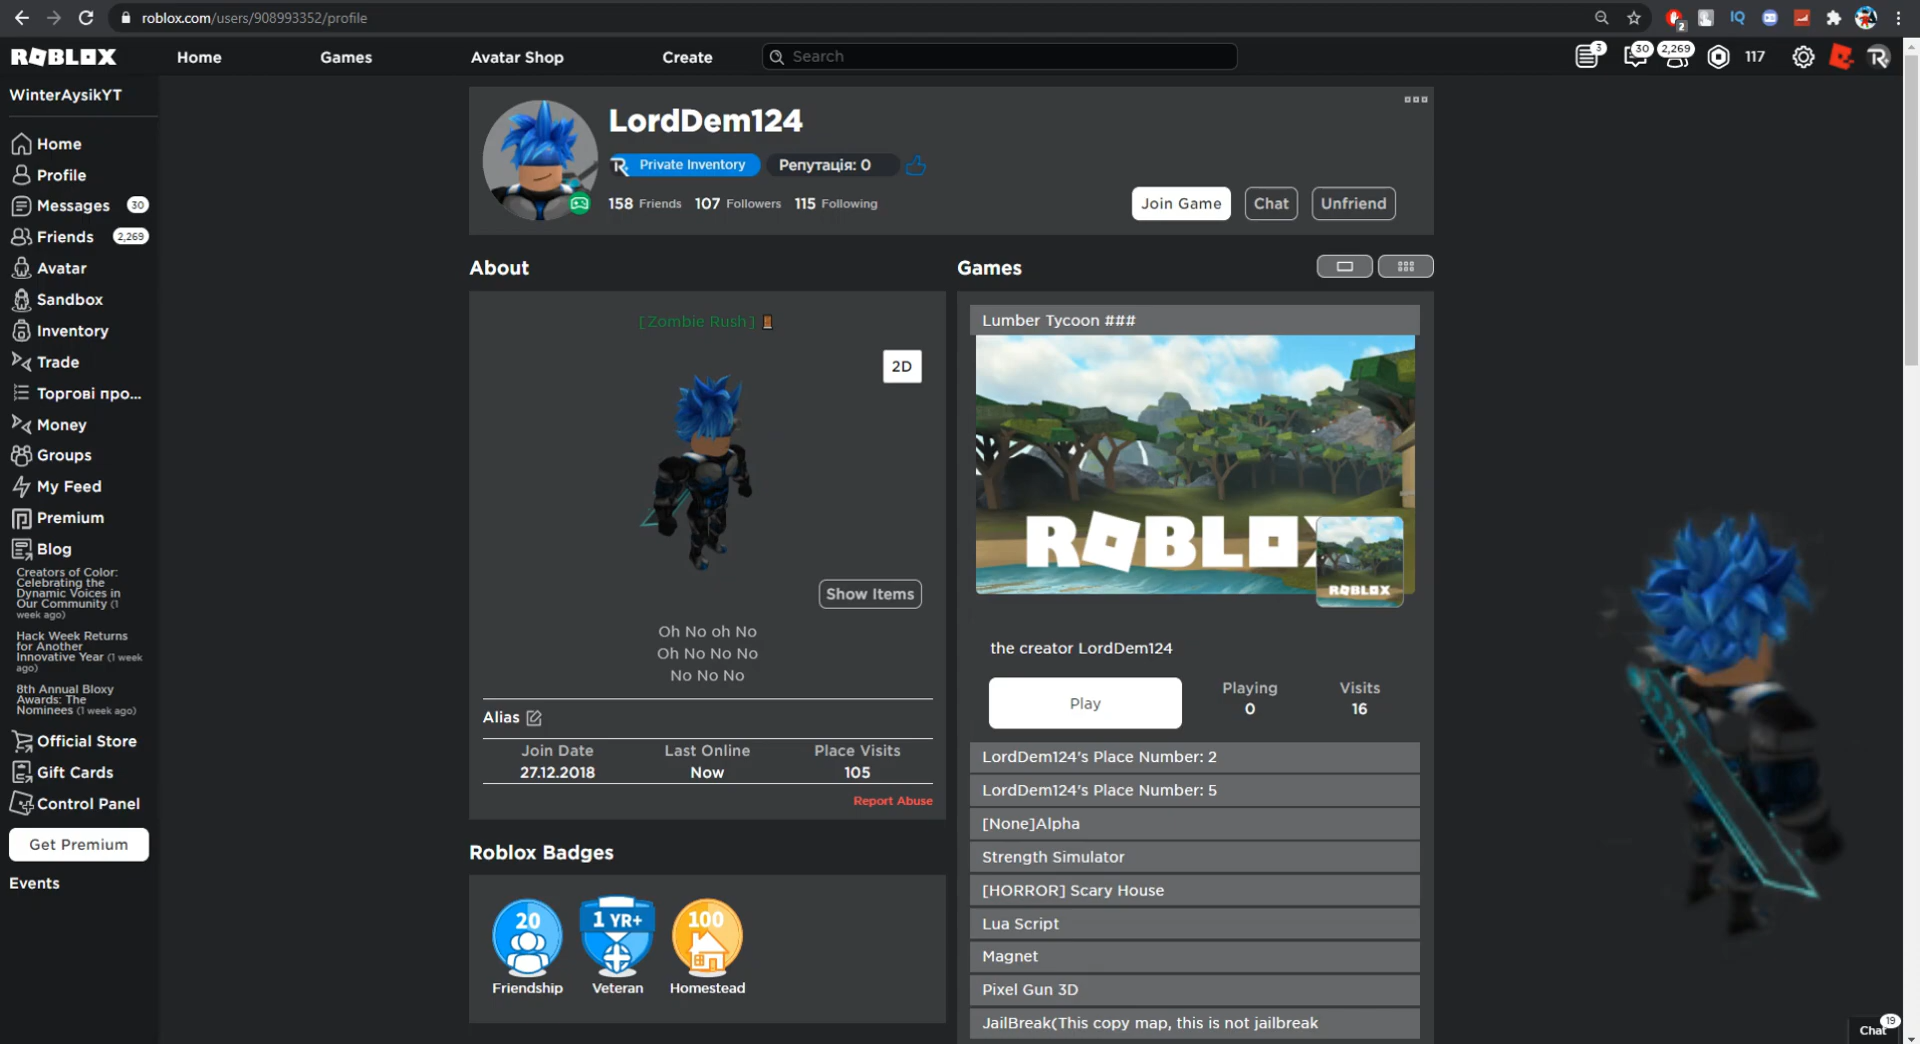 roblox.com/users/908993352/profile
2
IQ
ROBLOX
Home
Games
Avatar Shop
Create
Search
3
30
2,269
117
WinterAysikYT
Home
Profile
Messages 30
Friends 2,269
Avatar
Sandbox
Inventory
Trade
Торгові про...
Money
Groups
My Feed
Premium
Blog
Creators of Color:
Celebrating the
Dynamic Voices in
Our Community (1
week ago)
Hack Week Returns
for Another
Innovative Year (1 week
ago)
8th Annual Bloxy
Awards: The
Nominees (1 week ago)
Official Store
Gift Cards
Control Panel
Get Premium
Events
LordDem124
Private Inventory
Репутація: 0
158 Friends 107 Followers 115 Following
Join Game
Chat
Unfriend
About
[Zombie Rush]
2D
Show Items
Oh No oh No
Oh No No No
No No No
Alias
Join Date
Last Online
Place Visits
27.12.2018
Now
105
Report Abuse
Roblox Badges
20
1 YR+
100
Friendship
Veteran
Homestead
Games
Lumber Tycoon ###
ROBLOX
ROBLOX
the creator LordDem124
Play
Playing
0
Visits
16
LordDem124's Place Number: 2
LordDem124's Place Number: 5
[None]Alpha
Strength Simulator
[HORROR] Scary House
Lua Script
Magnet
Pixel Gun 3D
JailBreak(This copy map, this is not jailbreak
Chat
19